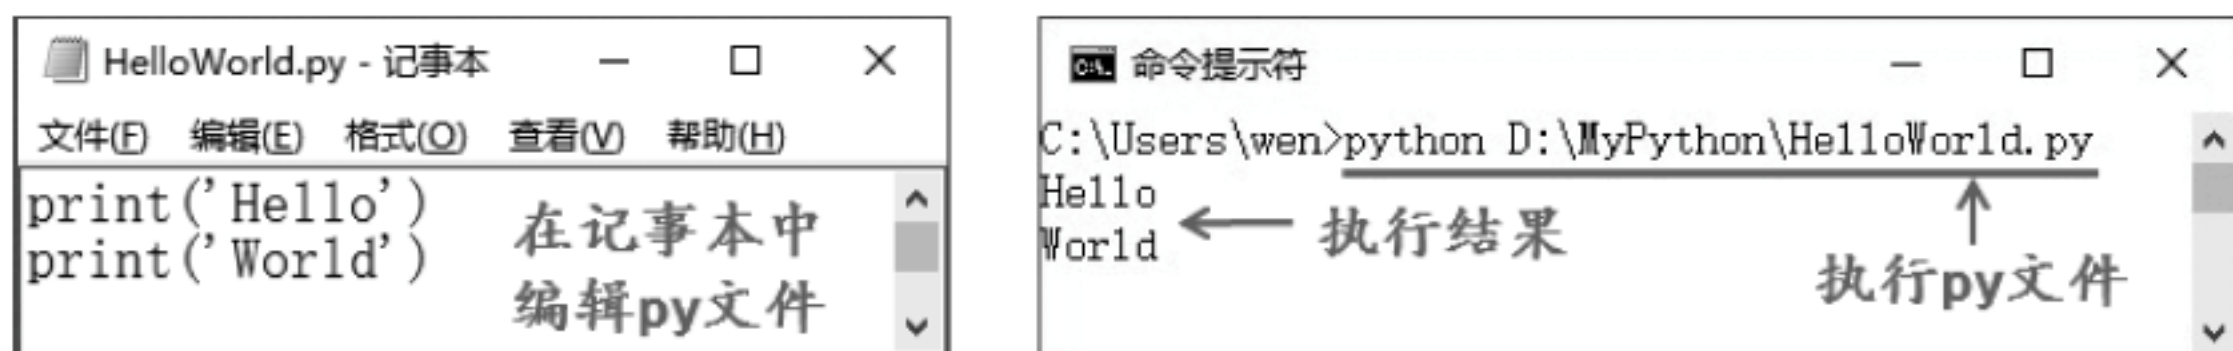 HelloWorld.py - 记事本
文件(F) 编辑(E) 格式(O) 查看(V) 帮助(H)
print('Hello')
print('World')
在记事本中
编辑py文件
命令提示符
C:\Users\wen>python D:\MyPython\HelloWorld.py
Hello
World
执行结果
执行py文件